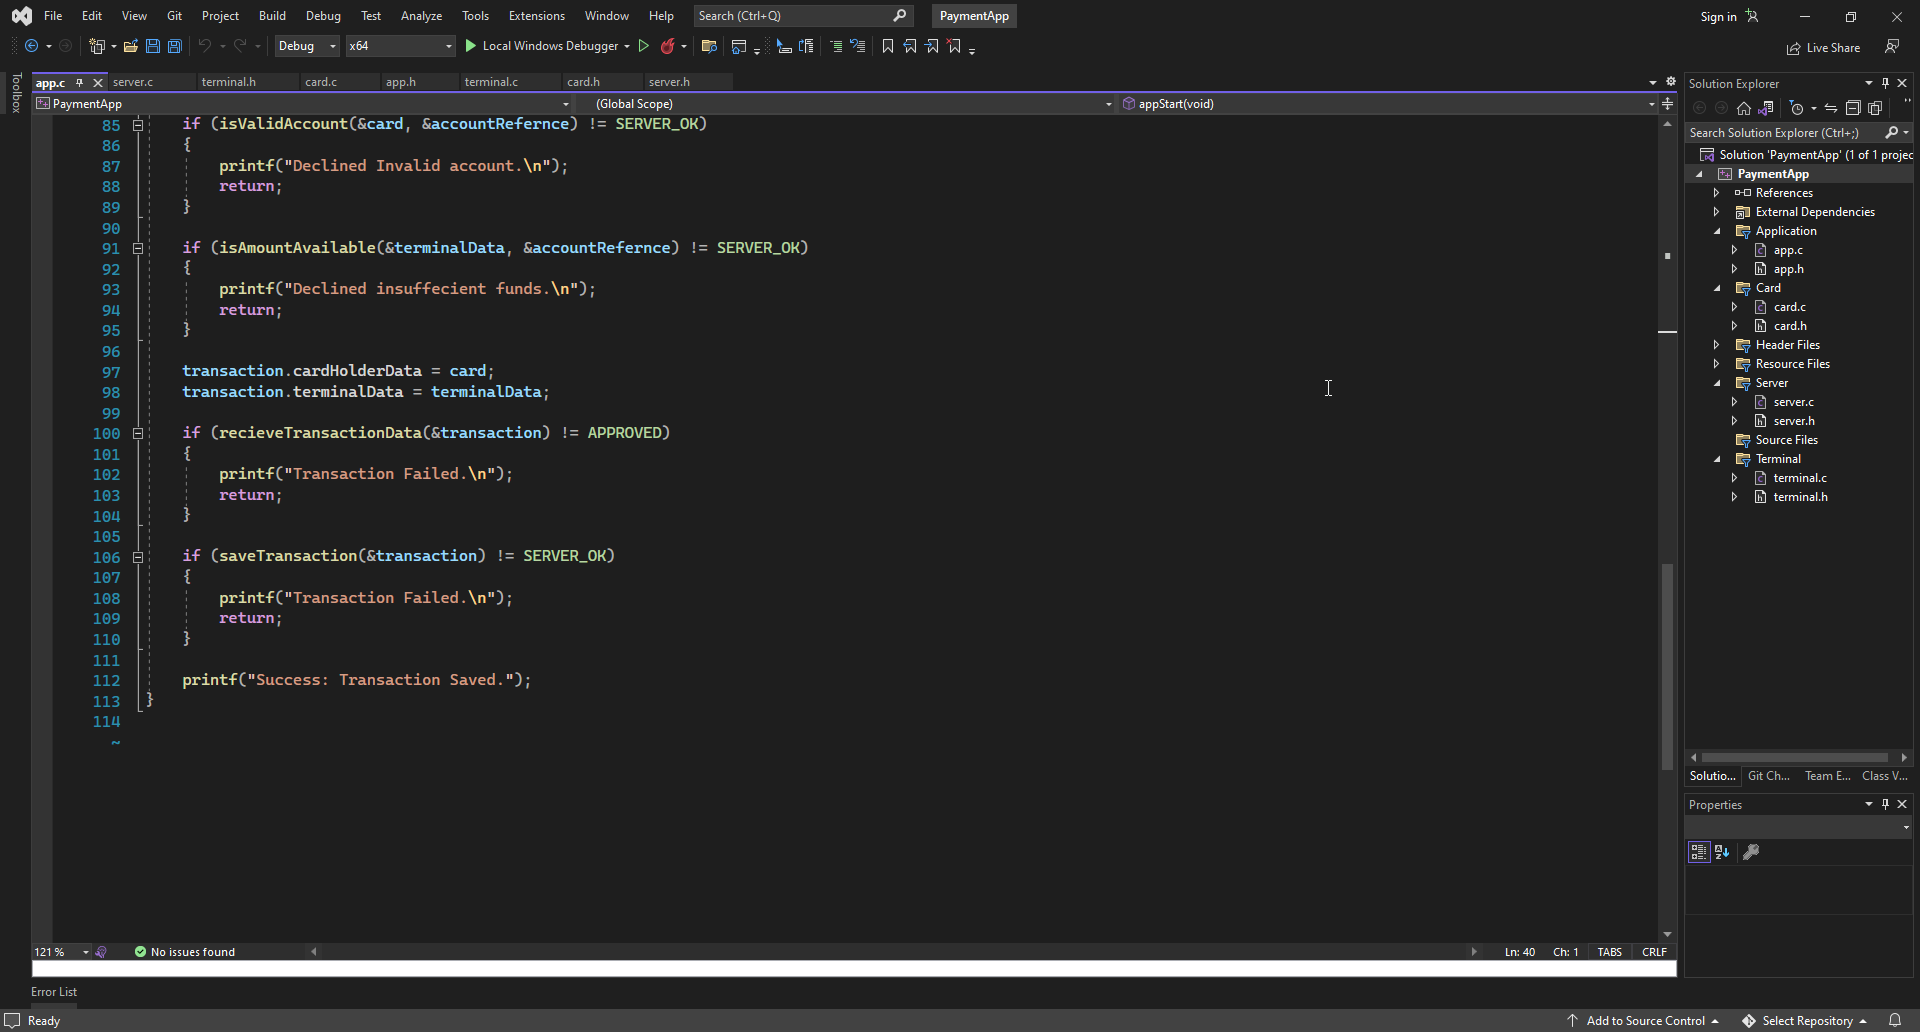 File Edit View Git Project Build Debug Test Analyze Tools Extensions Window Help Search (Ctrl+Q) PaymentApp Sign in
Debug x64 Local Windows Debugger Live Share
Toolbox
app.c server.c terminal.h card.c app.h terminal.c card.h server.h
PaymentApp (Global Scope) appStart(void)
85 if (isValidAccount(&card, &accountRefernce) != SERVER_OK)
86 {
87 printf("Declined Invalid account.\n");
88 return;
89 }
90
91 if (isAmountAvailable(&terminalData, &accountRefernce) != SERVER_OK)
92 {
93 printf("Declined insuffecient funds.\n");
94 return;
95 }
96
97 transaction.cardHolderData = card;
98 transaction.terminalData = terminalData;
99
100 if (recieveTransactionData(&transaction) != APPROVED)
101 {
102 printf("Transaction Failed.\n");
103 return;
104 }
105
106 if (saveTransaction(&transaction) != SERVER_OK)
107 {
108 printf("Transaction Failed.\n");
109 return;
110 }
111
112 printf("Success: Transaction Saved.");
113 }
114
~
121 % No issues found Ln: 40 Ch: 1 TABS CRLF
Error List
Ready Add to Source Control Select Repository
Solution Explorer
Search Solution Explorer (Ctrl+;)
Solution 'PaymentApp' (1 of 1 projec
PaymentApp
References
External Dependencies
Application
app.c
app.h
Card
card.c
card.h
Header Files
Resource Files
Server
server.c
server.h
Source Files
Terminal
terminal.c
terminal.h
Solutio... Git Ch... Team E... Class V...
Properties